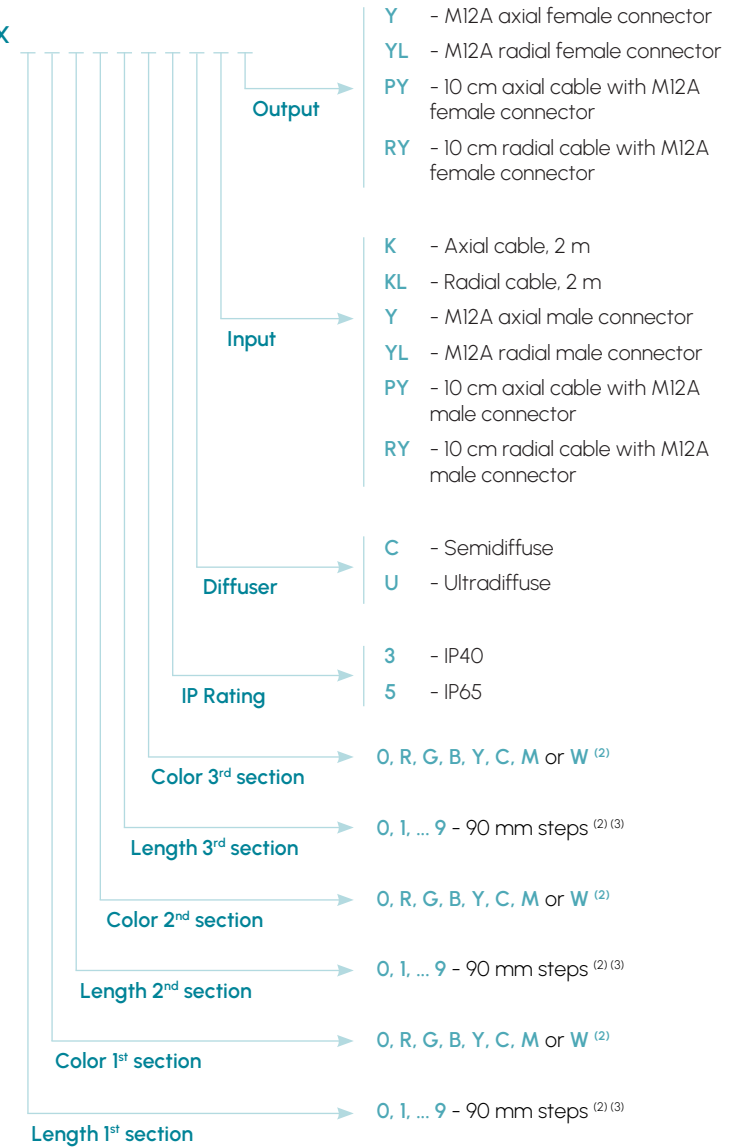 X
Y - M12A axial female connector
YL - M12A radial female connector
PY - 10 cm axial cable with M12A
female connector
Output
RY - 10 cm radial cable with M12A
female connector
K - Axial cable, 2 m
KL - Radial cable, 2 m
Y - M12A axial male connector
Input
YL - M12A radial male connector
PY - 10 cm axial cable with M12A
male connector
RY - 10 cm radial cable with M12A
male connector
C - Semidiffuse
U - Ultradiffuse
Diffuser
3 - IP40
5 - IP65
IP Rating
0, R, G, B, Y, C, M or W (2)
Color 3rd section
0, 1, ... 9 - 90 mm steps (2) (3)
Length 3rd section
0, R, G, B, Y, C, M or W (2)
Color 2nd section
0, 1, ... 9 - 90 mm steps (2) (3)
Length 2nd section
0, R, G, B, Y, C, M or W (2)
Color 1st section
0, 1, ... 9 - 90 mm steps (2) (3)
Length 1st section